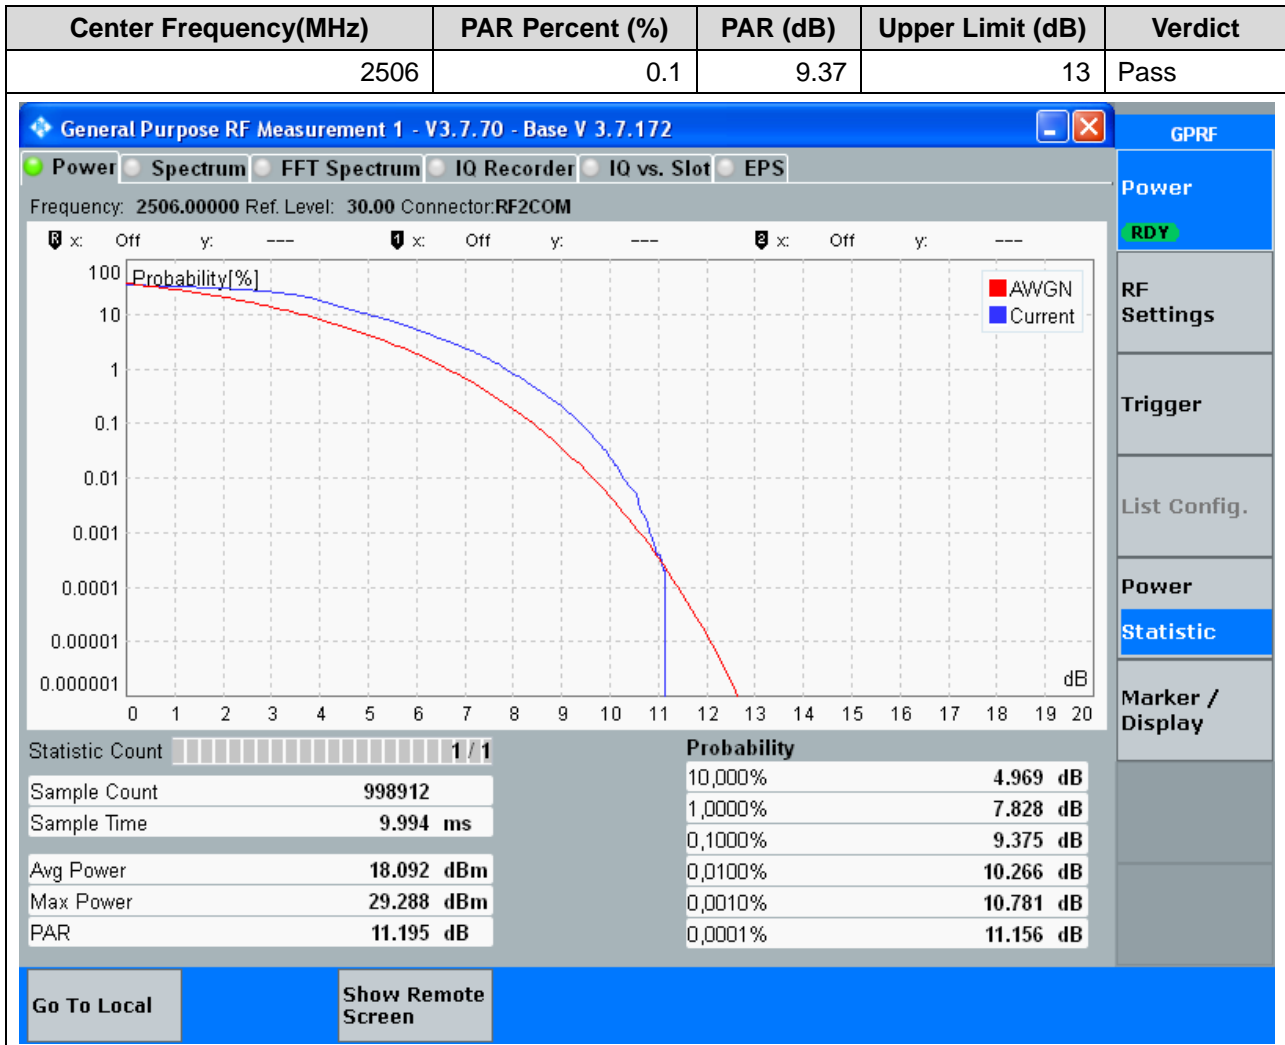 Center Frequency(MHz) PAR Percent (%) PAR (dB) Upper Limit (dB) Verdict
2506 0.1 9.37 13 Pass
General Purpose RF Measurement 1 - V3.7.70 - Base V 3.7.172
GPRF
Power Spectrum FFT Spectrum IQ Recorder IQ vs. Slot EPS
Power
RDY
Frequency: 2506.00000 Ref. Level: 30.00 Connector:RF2COM
R x: Off y: --- 1 x: Off y: --- 2 x: Off y: ---
Probability[%]
AWGN
Current
100
10
1
0.1
0.01
0.001
0.0001
0.00001
0.000001
dB
0 1 2 3 4 5 6 7 8 9 10 11 12 13 14 15 16 17 18 19 20
RF
Settings
Trigger
List Config.
Power
Statistic
Marker /
Display
Statistic Count 1 / 1
Sample Count 998912
Sample Time 9.994 ms
Avg Power 18.092 dBm
Max Power 29.288 dBm
PAR 11.195 dB
Probability
10,000% 4.969 dB
1,0000% 7.828 dB
0,1000% 9.375 dB
0,0100% 10.266 dB
0,0010% 10.781 dB
0,0001% 11.156 dB
Go To Local
Show Remote
Screen